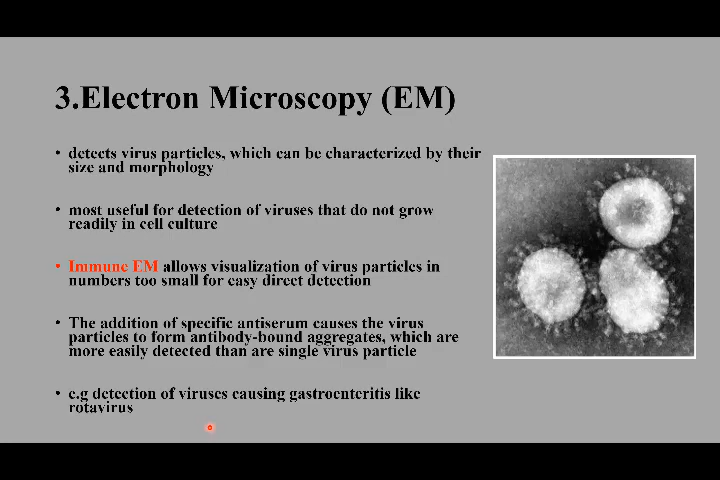 3.Electron Microscopy (EM)
• detects virus particles, which can be characterized by their
size and morphology
• most useful for detection of viruses that do not grow
readily in cell culture
• Immune EM allows visualization of virus particles in
numbers too small for easy direct detection
• The addition of specific antiserum causes the virus
particles to form antibody-bound aggregates, which are
more easily detected than are single virus particle
• e.g detection of viruses causing gastroenteritis like
rotavirus